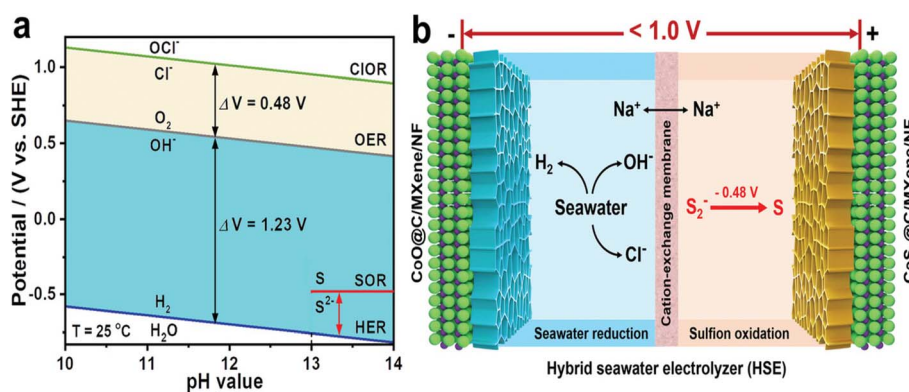 a
Potential / (V vs. SHE)
1.0
0.5
0.0
-0.5
OCl⁻
Cl⁻
ClOR
ΔV = 0.48 V
O₂
OH⁻
OER
ΔV = 1.23 V
S
SOR
S²⁻
H₂
H₂O
HER
T = 25 °C
10 11 12 13 14
pH value
b
- < 1.0 V +
CoO@C/MXene/NF
Na⁺ Na⁺
H₂ OH⁻
Seawater
Cl⁻
Cation-exchange membrane
- 0.48 V
S₂⁻ S
CoS₂@C/MXene/NF
Seawater reduction
Sulfion oxidation
Hybrid seawater electrolyzer (HSE)